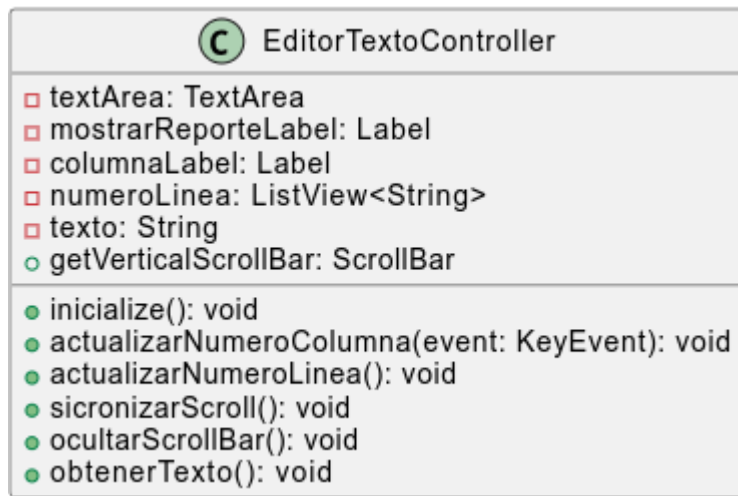 C EditorTextoController
textArea: TextArea
mostrarReporteLabel: Label
columnaLabel: Label
numeroLinea: ListView<String>
texto: String
getVerticalScrollBar: ScrollBar
inicialize(): void
actualizarNumeroColumna(event: KeyEvent): void
actualizarNumeroLinea(): void
sicronizarScroll(): void
ocultarScrollBar(): void
obtenerTexto(): void